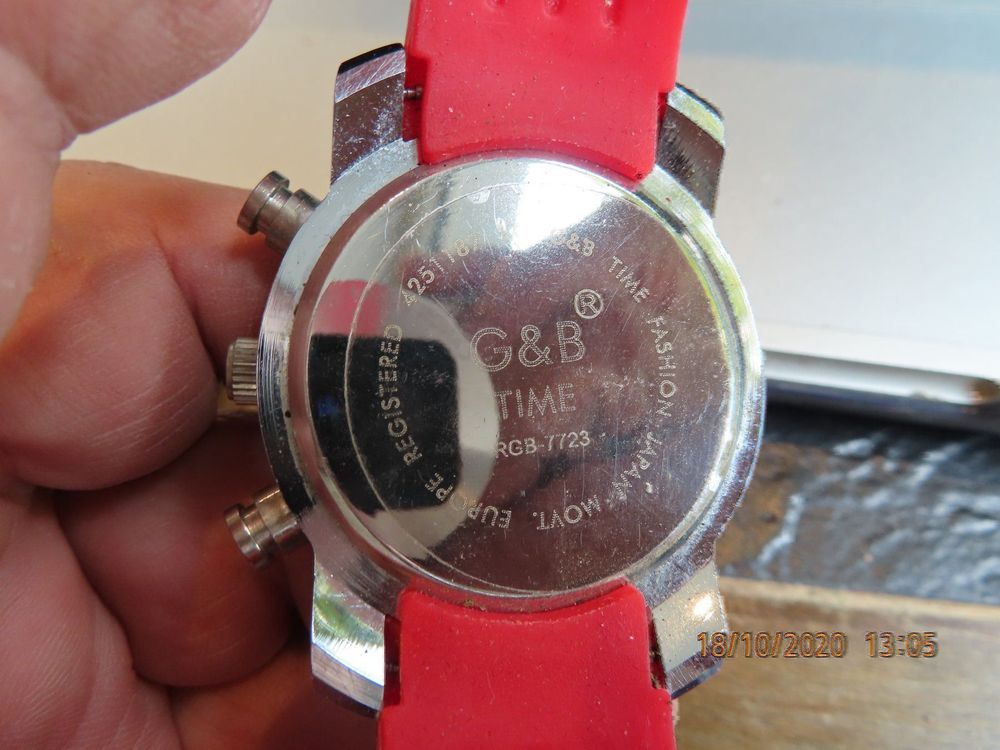 G&B TIME FASHION JAPAN MOVT. EUROPE REGISTERED
G&B®
TIME
RGB-7723
18/10/2020 13:05